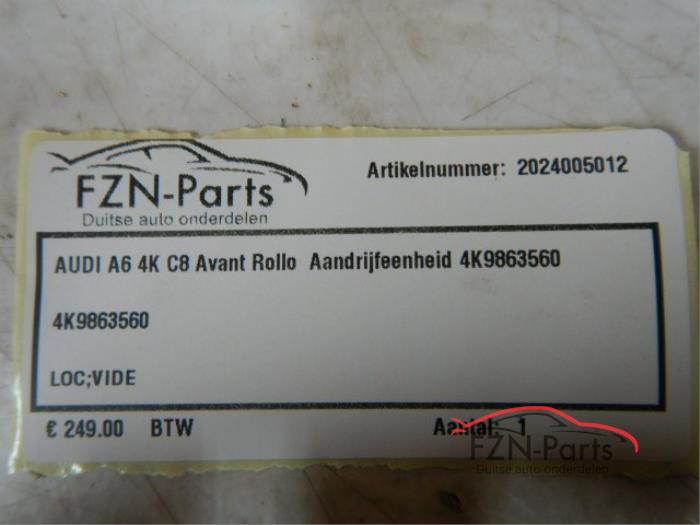 FZN-Parts
Duitse auto onderdelen
Artikelnummer: 2024005012
AUDI A6 4K C8 Avant Rollo Aandrijfeenheid 4K9863560
4K9863560
LOC;VIDE
€ 249.00 BTW Aantal: 1
FZN-Parts
Duitse auto onderdelen